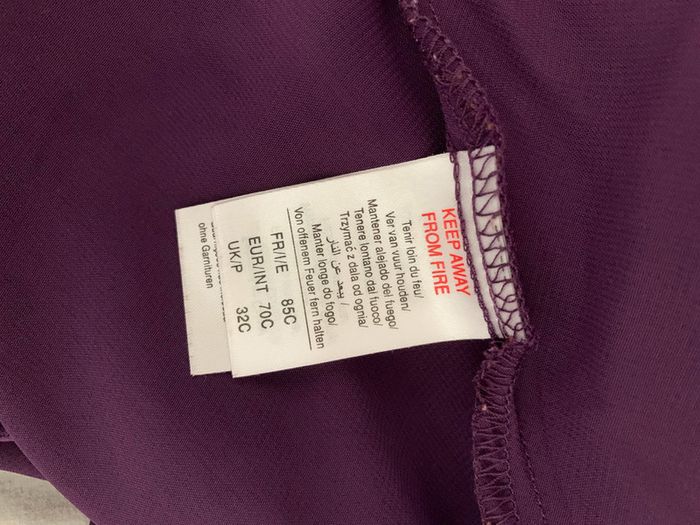 KEEP AWAY
FROM FIRE
Tenir loin du feu/
Ver van vuur houden/
Mantener alejado del fuego/
Tenere lontano dal fuoco/
Trzymać z dala od ognia/
يبعد عن النار /
Manter longe do fogo/
Von offenem Feuer fern halten
FR/I/E 85C
EUR/INT 70C
UK/P 32C
ohne Garnituren